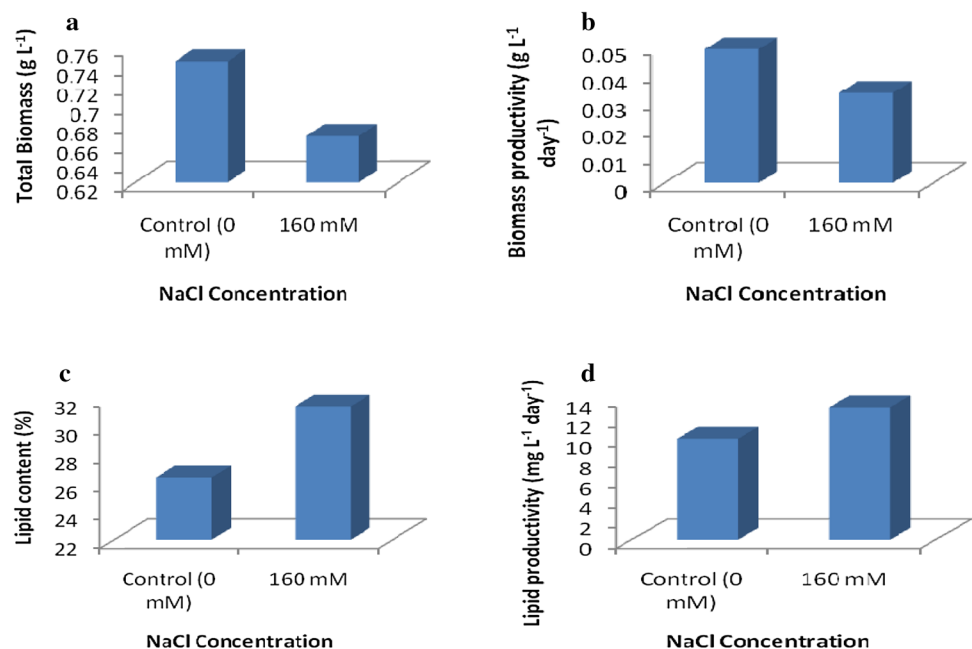 a
Total Biomass (g L⁻¹)
0.76
0.74
0.72
0.7
0.68
0.66
0.64
0.62
Control (0
mM)
160 mM
NaCl Concentration
b
Biomass productivity (g L⁻¹
day⁻¹)
0.05
0.04
0.03
0.02
0.01
0
Control (0
mM)
160 mM
NaCl Concentration
c
Lipid content (%)
32
30
28
26
24
22
Control (0
mM)
160 mM
NaCl Concentration
d
Lipid productivity (mg L⁻¹ day⁻¹)
14
12
10
8
6
4
2
0
Control (0
mM)
160 mM
NaCl Concentration